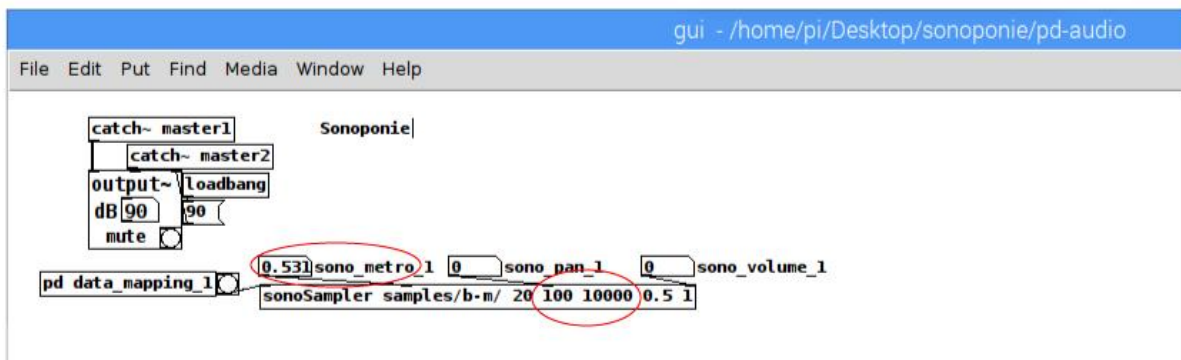 gui - /home/pi/Desktop/sonoponie/pd-audio
File Edit Put Find Media Window Help
catch~ master1
Sonoponie
catch~ master2
output~
loadbang
dB 90
90
mute
0.531 sono_metro_1
0 sono_pan_1
0 sono_volume_1
pd data_mapping_1
sonoSampler samples/b-m/ 20 100 10000 0.5 1